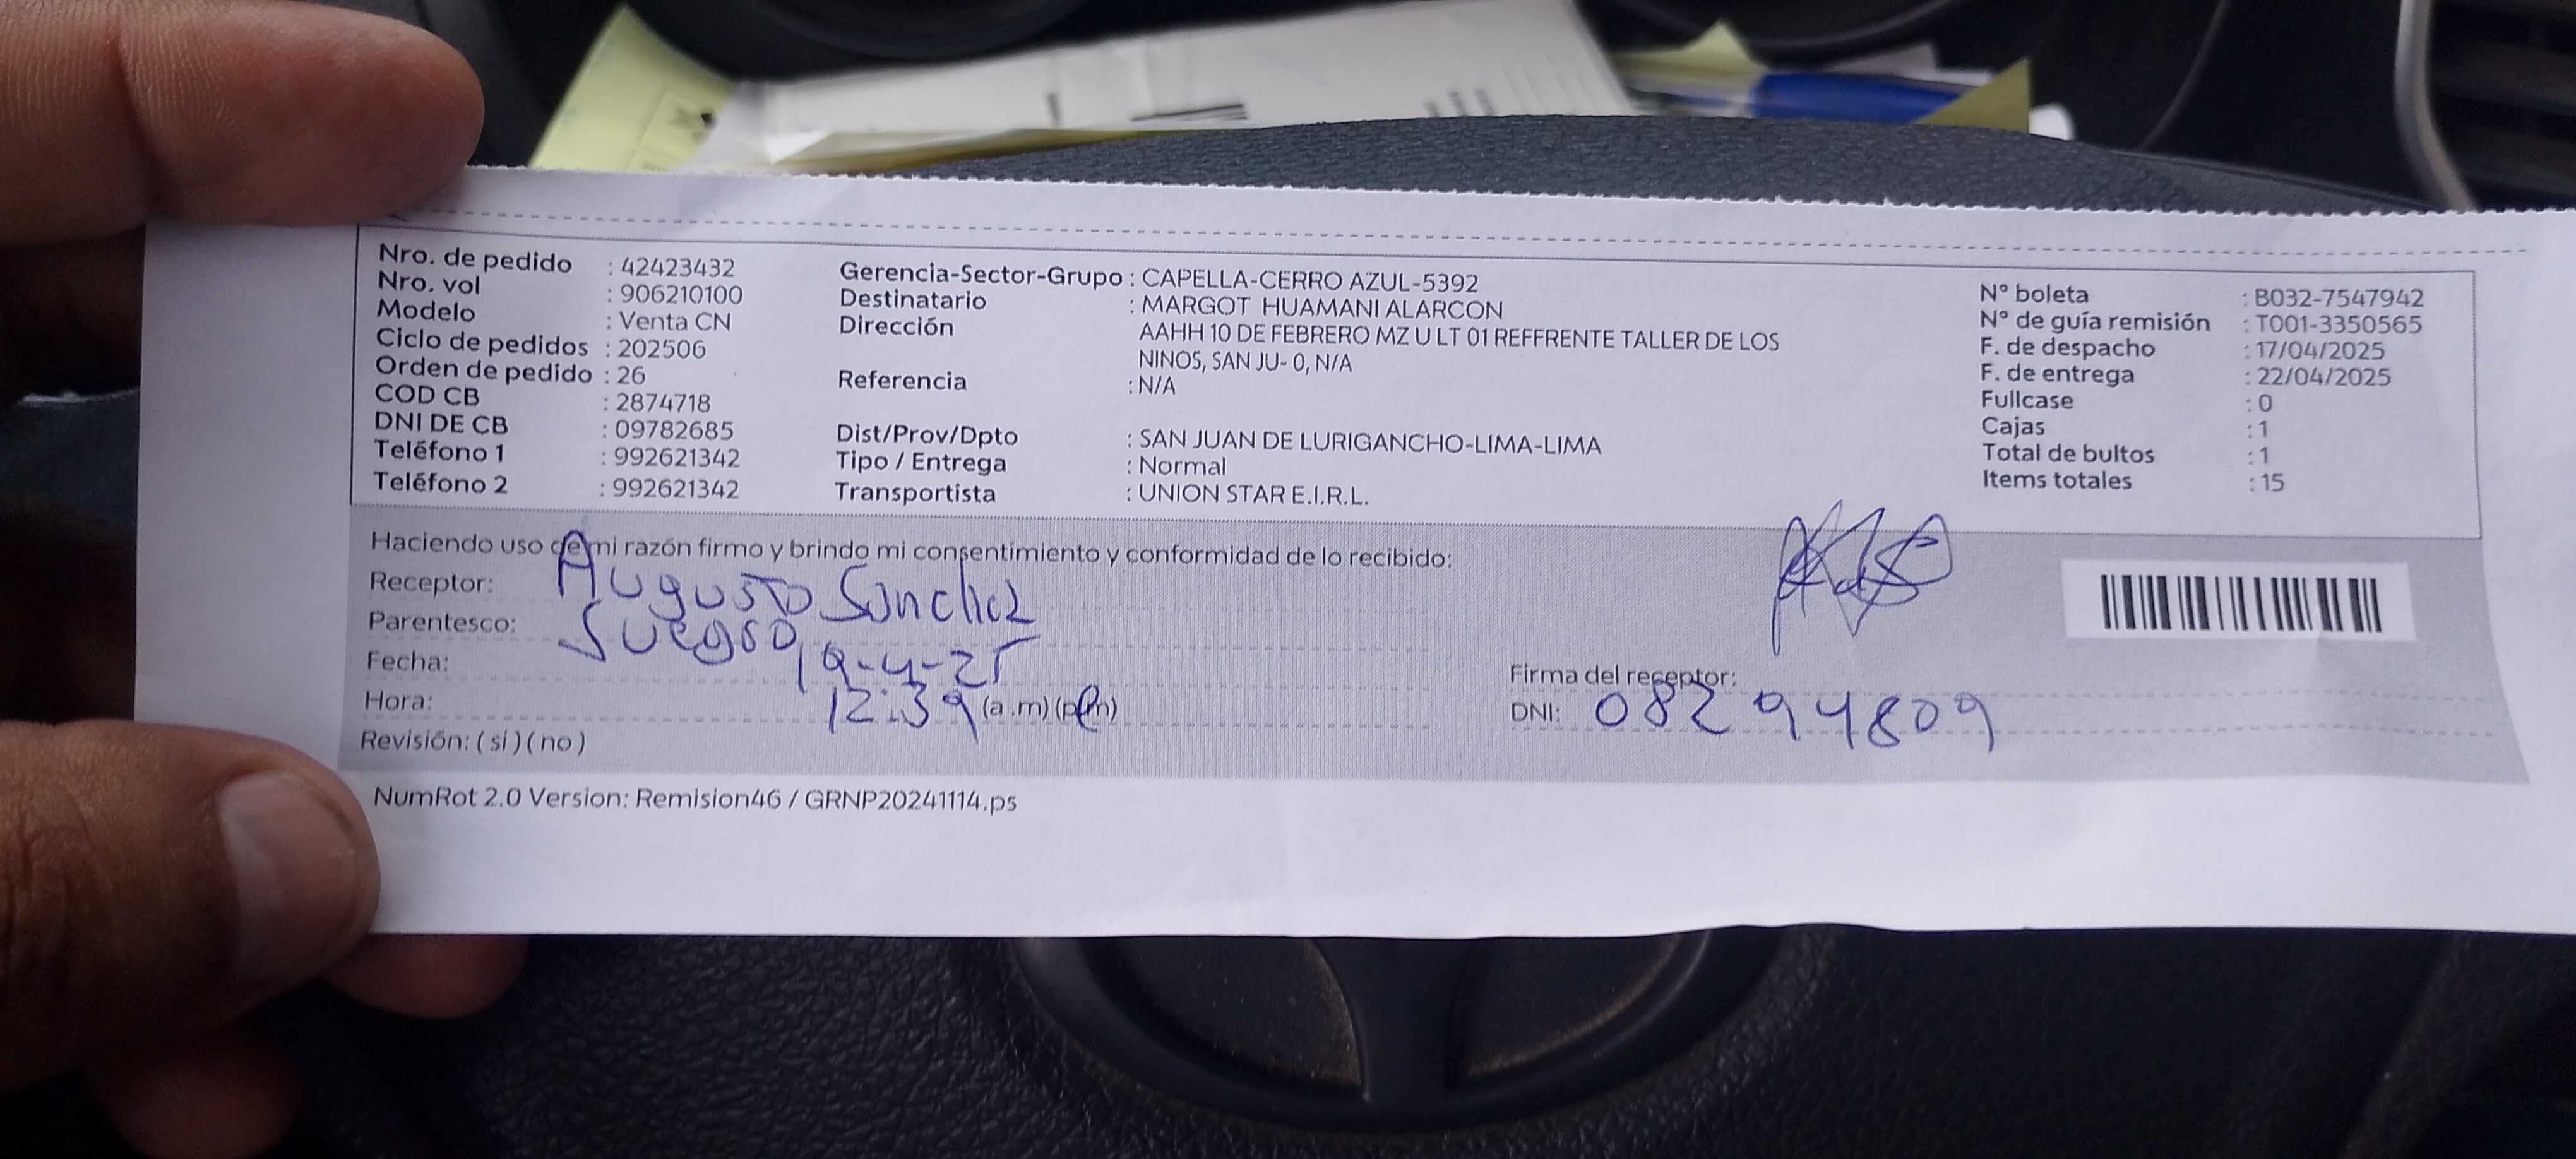 Nro. de pedido : 42423432
Nro. vol : 906210100
Modelo : Venta CN
Ciclo de pedidos : 202506
Orden de pedido : 26
COD CB : 2874718
DNI DE CB : 09782685
Teléfono 1 : 992621342
Teléfono 2 : 992621342
Gerencia-Sector-Grupo : CAPELLA-CERRO AZUL-5392
Destinatario : MARGOT HUAMANI ALARCON
Dirección AAHH 10 DE FEBRERO MZ U LT 01 REFFRENTE TALLER DE LOS
NINOS, SAN JU- 0, N/A
Referencia : N/A
Dist/Prov/Dpto : SAN JUAN DE LURIGANCHO-LIMA-LIMA
Tipo / Entrega : Normal
Transportista : UNION STAR E.I.R.L.
N° boleta : B032-7547942
N° de guía remisión : T001-3350565
F. de despacho : 17/04/2025
F. de entrega : 22/04/2025
Fullcase : 0
Cajas : 1
Total de bultos : 1
Items totales : 15
Haciendo uso de mi razón firmo y brindo mi consentimiento y conformidad de lo recibido:
Receptor: Augusto Sanchez
Parentesco: Suegro
Fecha: 19-4-25
Hora: 12:39 (a .m) (p.m)
Revisión: ( si ) ( no )
Firma del receptor:
DNI: 08294809
NumRot 2.0 Version: Remision46 / GRNP20241114.ps